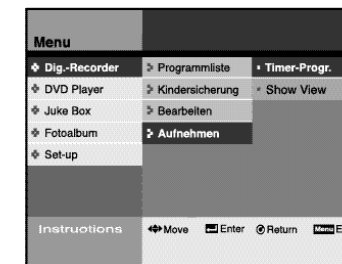 Menu
Dig.-Recorder
DVD Player
Juke Box
Fotoalbum
Set-up
Programmliste
Kindersicherung
Bearbeiten
Aufnehmen
Timer-Progr.
Show View
Instructions
Move Enter Return Menu E